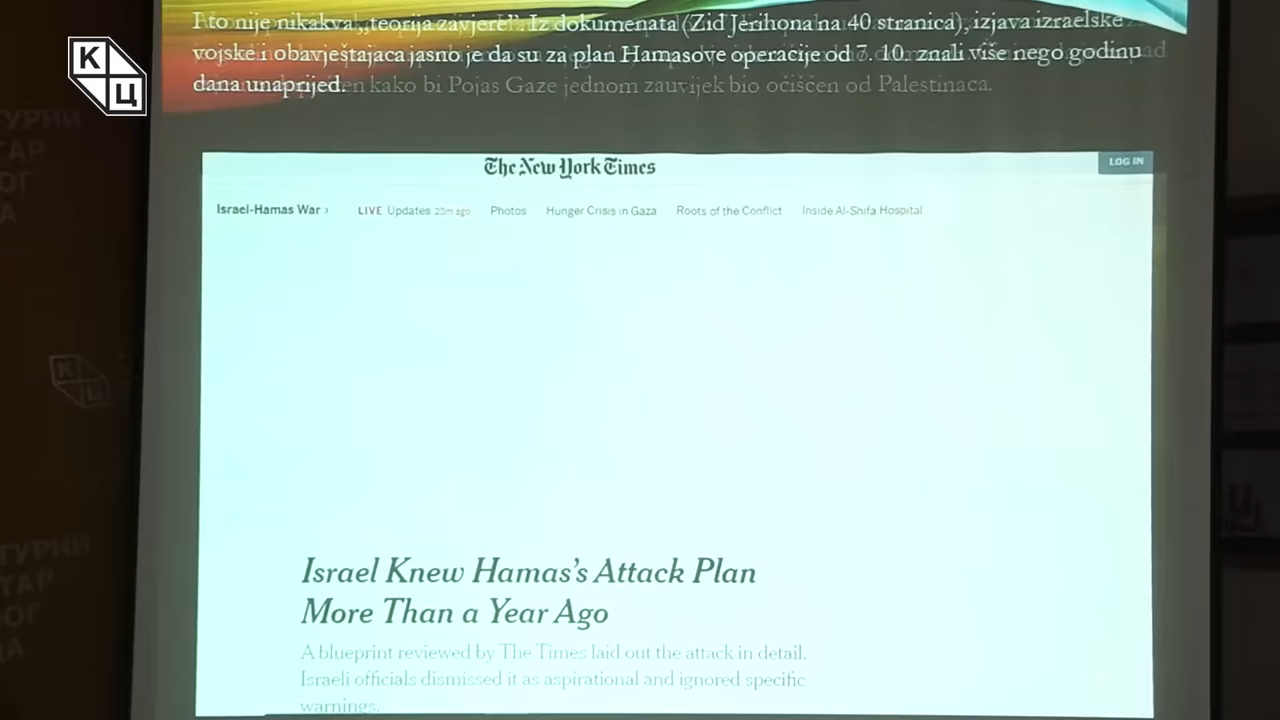 I to nije nikakva „teorija zavjere”. Iz dokumenata (Zid Jerihona na 40 stranica), izjava izraelske
vojske i obavještajaca jasno je da su za plan Hamasove operacije od 7. 10. znali više nego godinu
dana unaprijed.
kako bi Pojas Gaze jednom zauvijek bio očišćen od Palestinaca.
К
Ц
The New York Times
LOG IN
Israel-Hamas War ›
LIVE Updates 23m ago
Photos
Hunger Crisis in Gaza
Roots of the Conflict
Inside Al-Shifa Hospital
Israel Knew Hamas’s Attack Plan
More Than a Year Ago
A blueprint reviewed by The Times laid out the attack in detail.
Israeli officials dismissed it as aspirational and ignored specific
warnings.